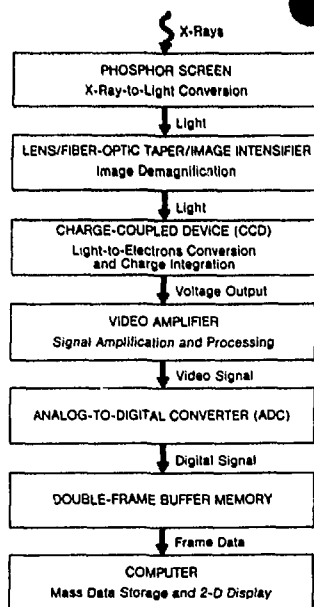 X-Rays
PHOSPHOR SCREEN
X-Ray-to-Light Conversion
Light
LENS/FIBER-OPTIC TAPER/IMAGE INTENSIFIER
Image Demagnification
Light
CHARGE-COUPLED DEVICE (CCD)
Light-to-Electrons Conversion
and Charge Integration
Voltage Output
VIDEO AMPLIFIER
Signal Amplification and Processing
Video Signal
ANALOG-TO-DIGITAL CONVERTER (ADC)
Digital Signal
DOUBLE-FRAME BUFFER MEMORY
Frame Data
COMPUTER
Mass Data Storage and 2-D Display